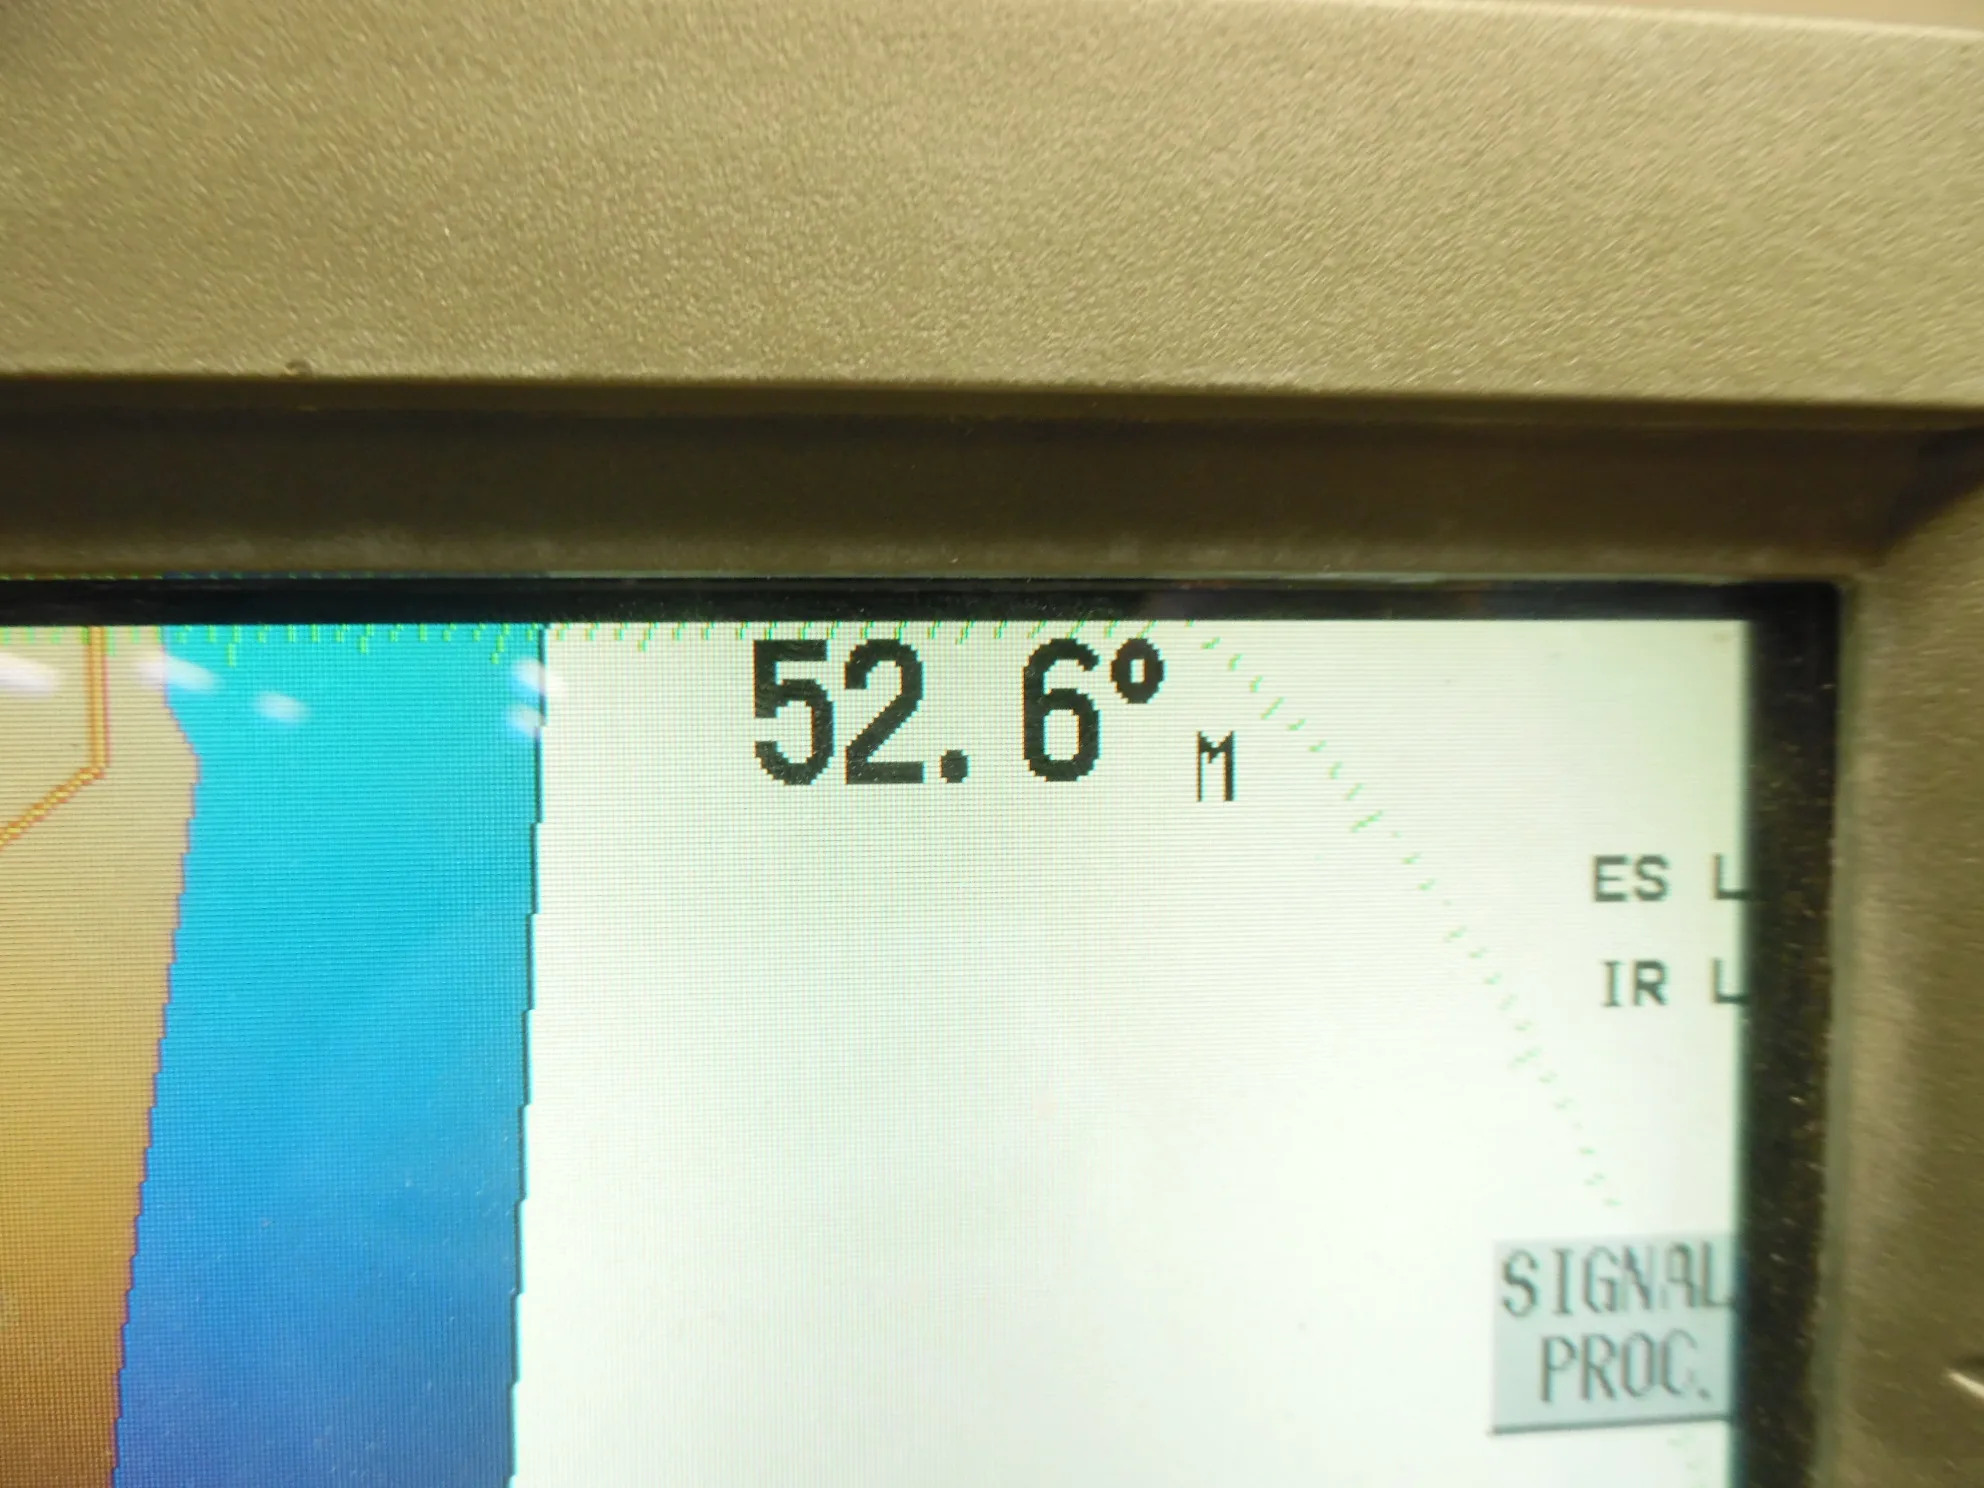 52.6° M
ES L
IR L
SIGNAL
PROC.